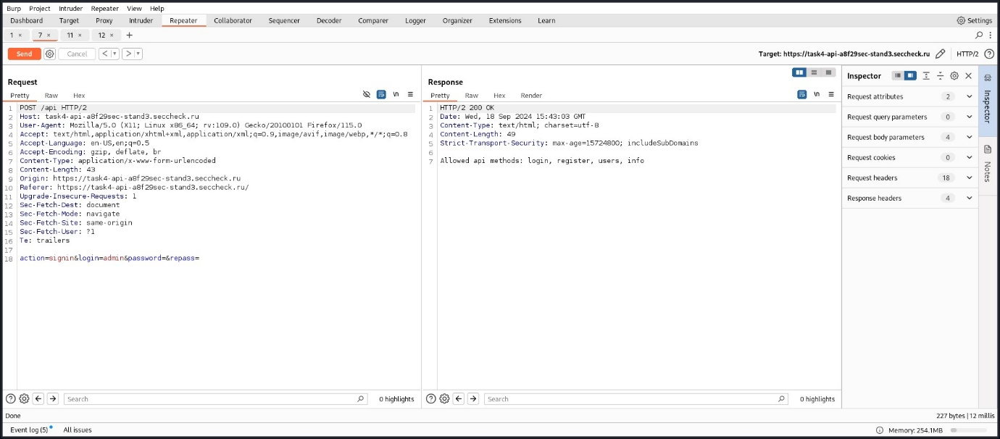 Burp Project Intruder Repeater View Help
Dashboard Target Proxy Intruder Repeater Collaborator Sequencer Decoder Comparer Logger Organizer Extensions Learn Settings
1 × 7 × 11 × 12 × +
Send Cancel < > Target: https://task4-api-a8f29sec-stand3.seccheck.ru HTTP/2
Request
Pretty Raw Hex \n
1 POST /api HTTP/2
2 Host: task4-api-a8f29sec-stand3.seccheck.ru
3 User-Agent: Mozilla/5.0 (X11; Linux x86_64; rv:109.0) Gecko/20100101 Firefox/115.0
4 Accept: text/html,application/xhtml+xml,application/xml;q=0.9,image/avif,image/webp,*/*;q=0.8
5 Accept-Language: en-US,en;q=0.5
6 Accept-Encoding: gzip, deflate, br
7 Content-Type: application/x-www-form-urlencoded
8 Content-Length: 43
9 Origin: https://task4-api-a8f29sec-stand3.seccheck.ru
10 Referer: https://task4-api-a8f29sec-stand3.seccheck.ru/
11 Upgrade-Insecure-Requests: 1
12 Sec-Fetch-Dest: document
13 Sec-Fetch-Mode: navigate
14 Sec-Fetch-Site: same-origin
15 Sec-Fetch-User: ?1
16 Te: trailers
17
18 action=signin&login=admin&password=&repass=
Search 0 highlights
Response
Pretty Raw Hex Render \n
1 HTTP/2 200 OK
2 Date: Wed, 18 Sep 2024 15:43:03 GMT
3 Content-Type: text/html; charset=utf-8
4 Content-Length: 49
5 Strict-Transport-Security: max-age=15724800; includeSubDomains
6
7 Allowed api methods: login, register, users, info
Search 0 highlights
Inspector
Request attributes 2
Request query parameters 0
Request body parameters 4
Request cookies 0
Request headers 18
Response headers 4
Inspector
Notes
Done 227 bytes | 12 millis
Event log (5) All issues Memory: 254.1MB